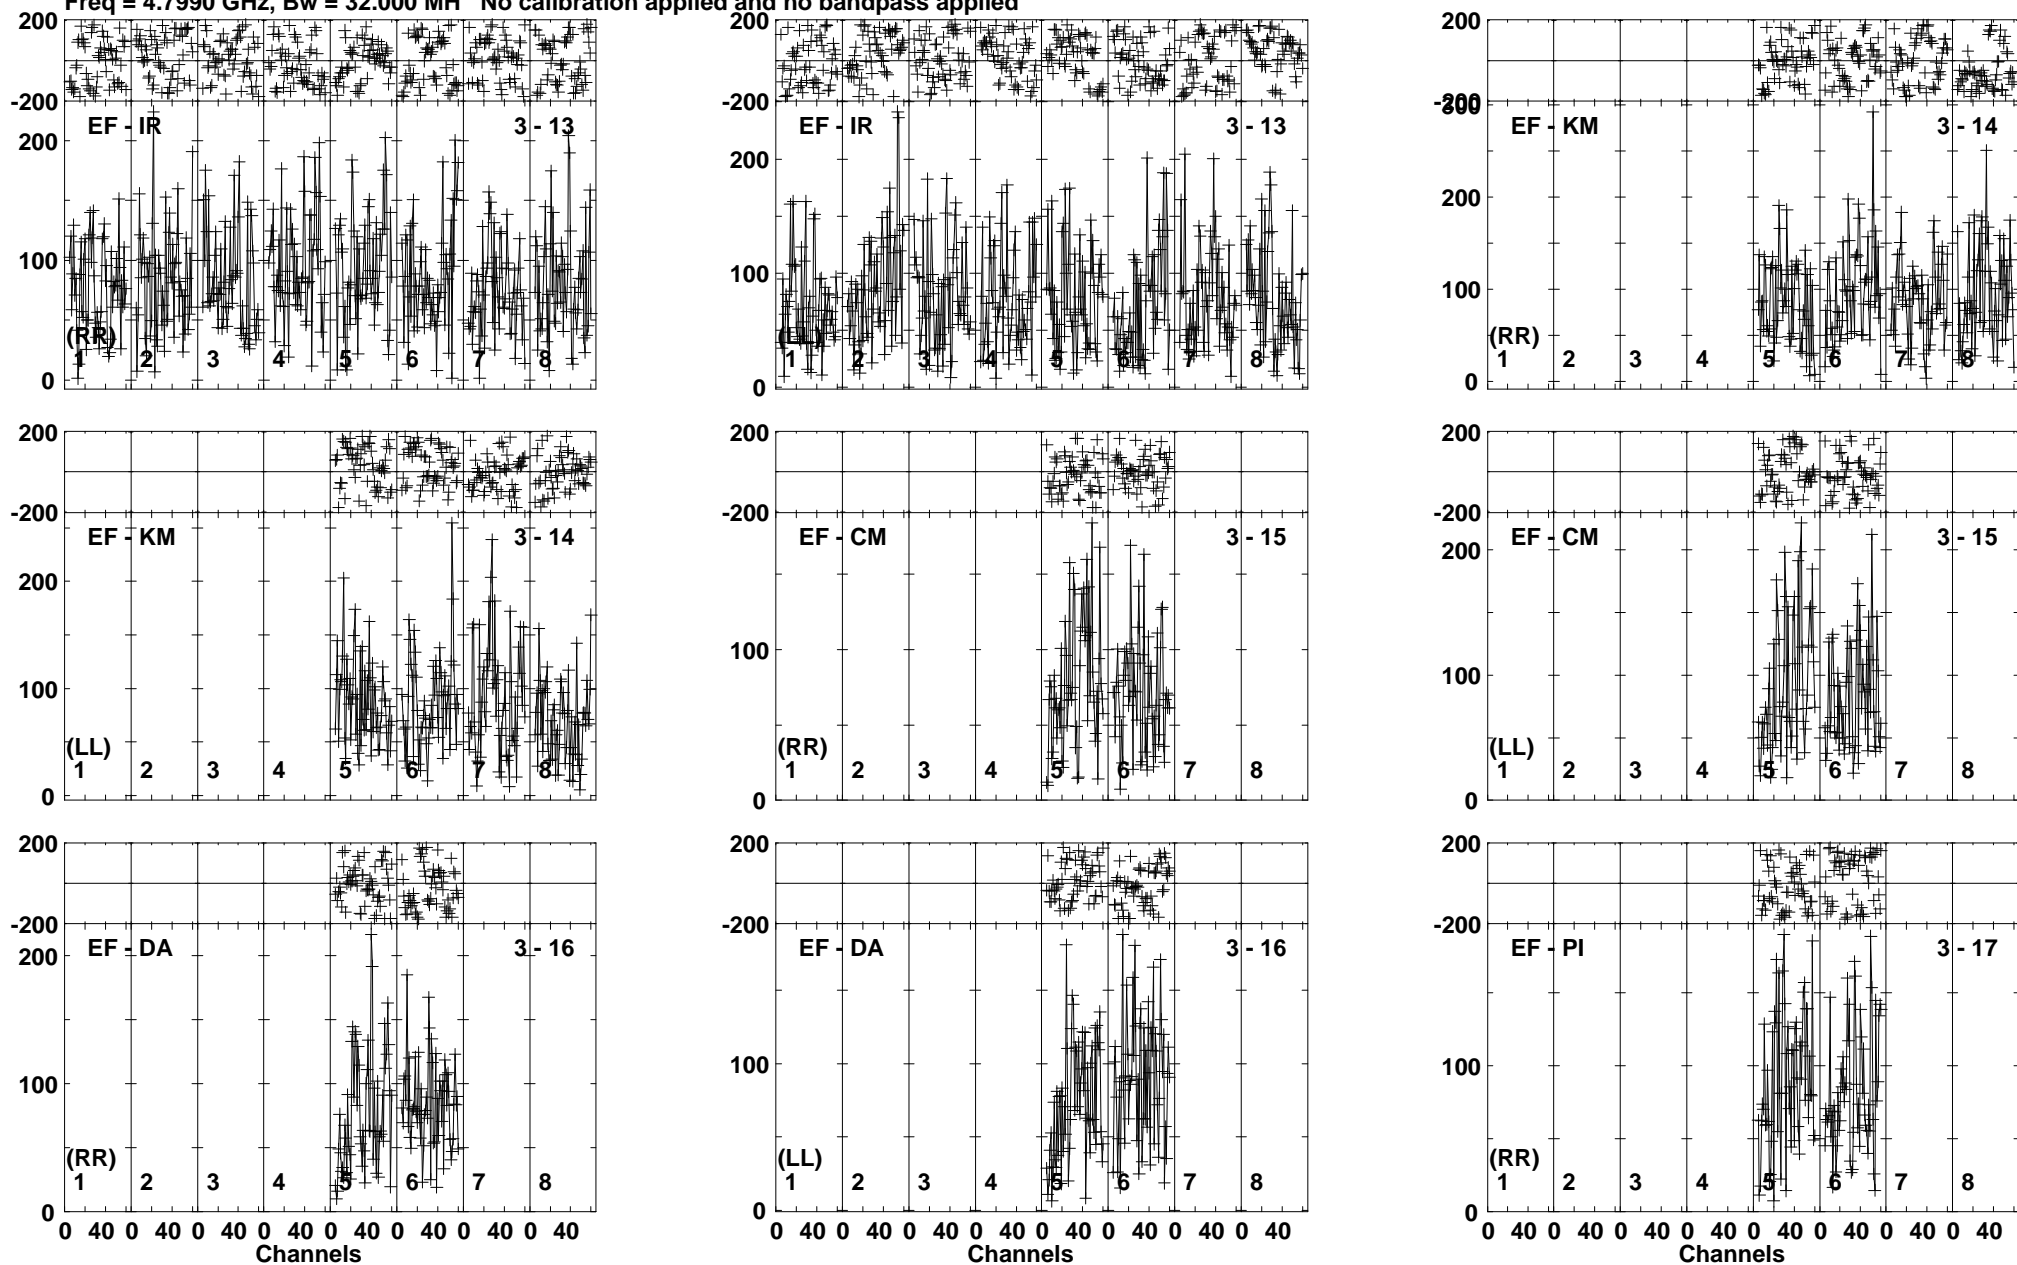 Freq = 4.7990 GHz, Bw = 32.000 MH No calibration applied and no bandpass applied
200 200 200
-200 -200 -200
300
EF - IR 3 - 13 EF - IR 3 - 13 EF - KM 3 - 14
200 200 200
100 100 100
(RR) (LL) (RR)
1 2 3 4 5 6 7 8 1 2 3 4 5 6 7 8 1 2 3 4 5 6 7 8
0 0 0
200 200 200
-200 -200 -200
EF - KM 3 - 14 EF - CM 3 - 15 EF - CM 3 - 15
200 200
100 100 100
(LL) (RR) (LL)
1 2 3 4 5 6 7 8 1 2 3 4 5 6 7 8 1 2 3 4 5 6 7 8
0 0 0
200 200 200
-200 -200 -200
EF - DA 3 - 16 EF - DA 3 - 16 EF - PI 3 - 17
200
100 100 100
(RR) (LL) (RR)
1 2 3 4 5 6 7 8 1 2 3 4 5 6 7 8 1 2 3 4 5 6 7 8
0 0 0
0 40 0 40 0 40 0 40 0 40 0 40 0 40 0 40 0 40 0 40 0 40 0 40 0 40 0 40 0 40 0 40 0 40 0 40 0 40 0 40 0 40 0 40 0 40 0 40
Channels Channels